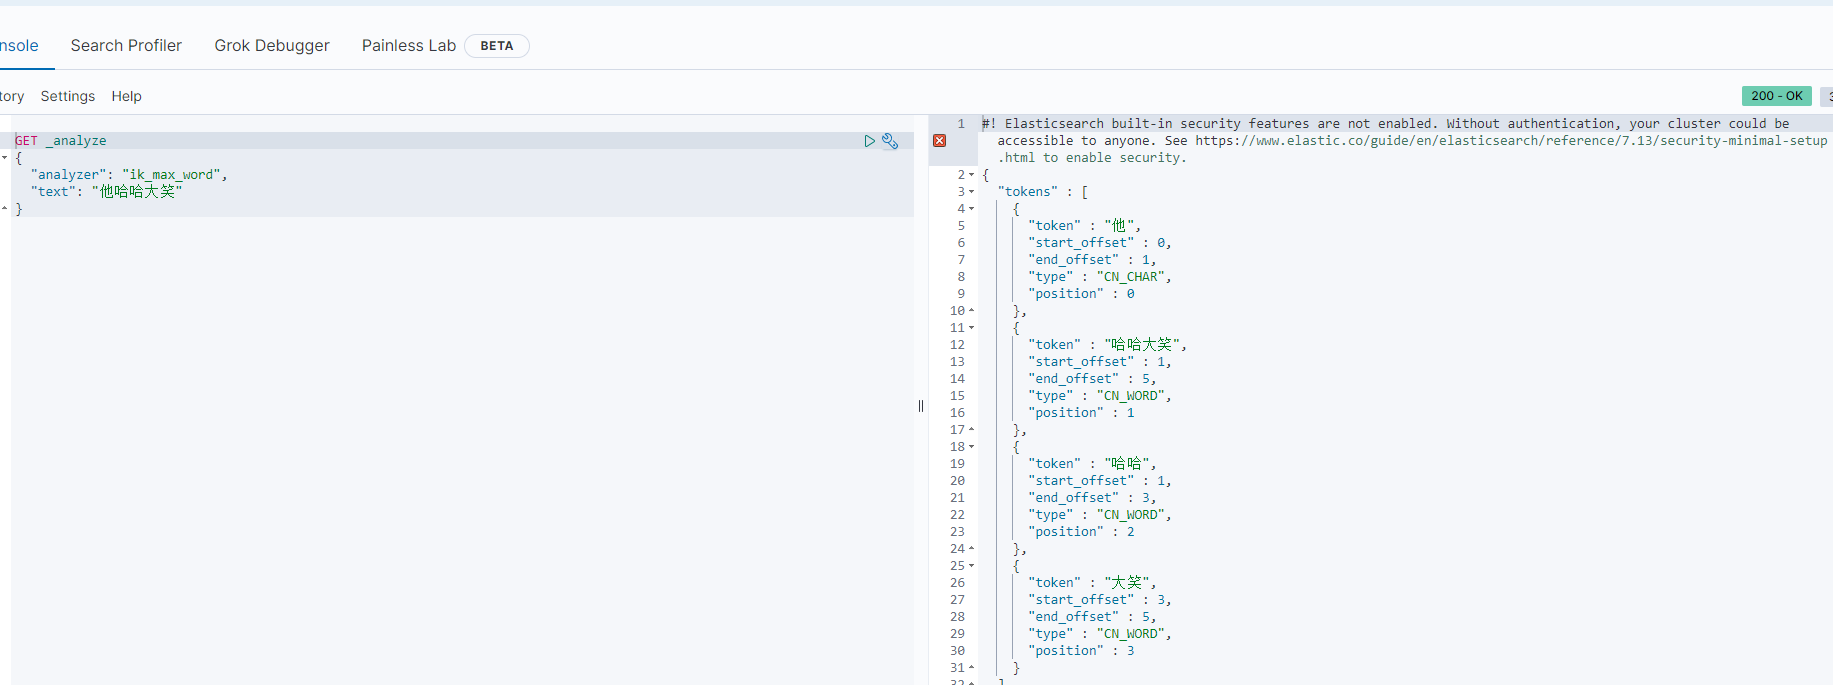 nsole Search Profiler Grok Debugger Painless Lab BETA
tory Settings Help
200 - OK
GET _analyze
{
"analyzer": "ik_max_word",
"text": "他哈哈大笑"
}
1 #! Elasticsearch built-in security features are not enabled. Without authentication, your cluster could be
accessible to anyone. See https://www.elastic.co/guide/en/elasticsearch/reference/7.13/security-minimal-setup
.html to enable security.
2 {
3 "tokens" : [
4 {
5 "token" : "他",
6 "start_offset" : 0,
7 "end_offset" : 1,
8 "type" : "CN_CHAR",
9 "position" : 0
10 },
11 {
12 "token" : "哈哈大笑",
13 "start_offset" : 1,
14 "end_offset" : 5,
15 "type" : "CN_WORD",
16 "position" : 1
17 },
18 {
19 "token" : "哈哈",
20 "start_offset" : 1,
21 "end_offset" : 3,
22 "type" : "CN_WORD",
23 "position" : 2
24 },
25 {
26 "token" : "大笑",
27 "start_offset" : 3,
28 "end_offset" : 5,
29 "type" : "CN_WORD",
30 "position" : 3
31 }
32 ]